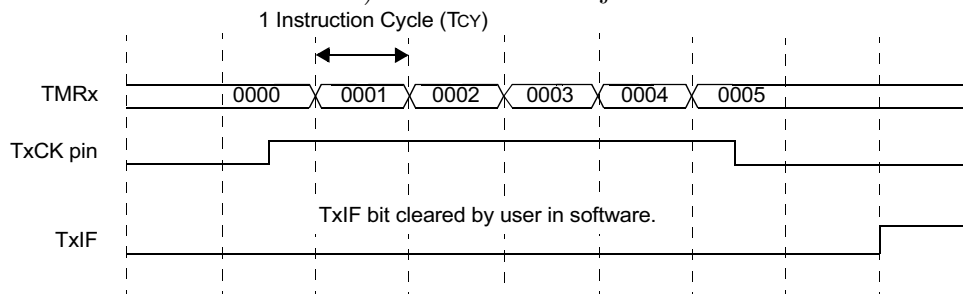 1 Instruction Cycle (TCY)
TMRx 0000 0001 0002 0003 0004 0005
TxCK pin
TxIF bit cleared by user in software.
TxIF